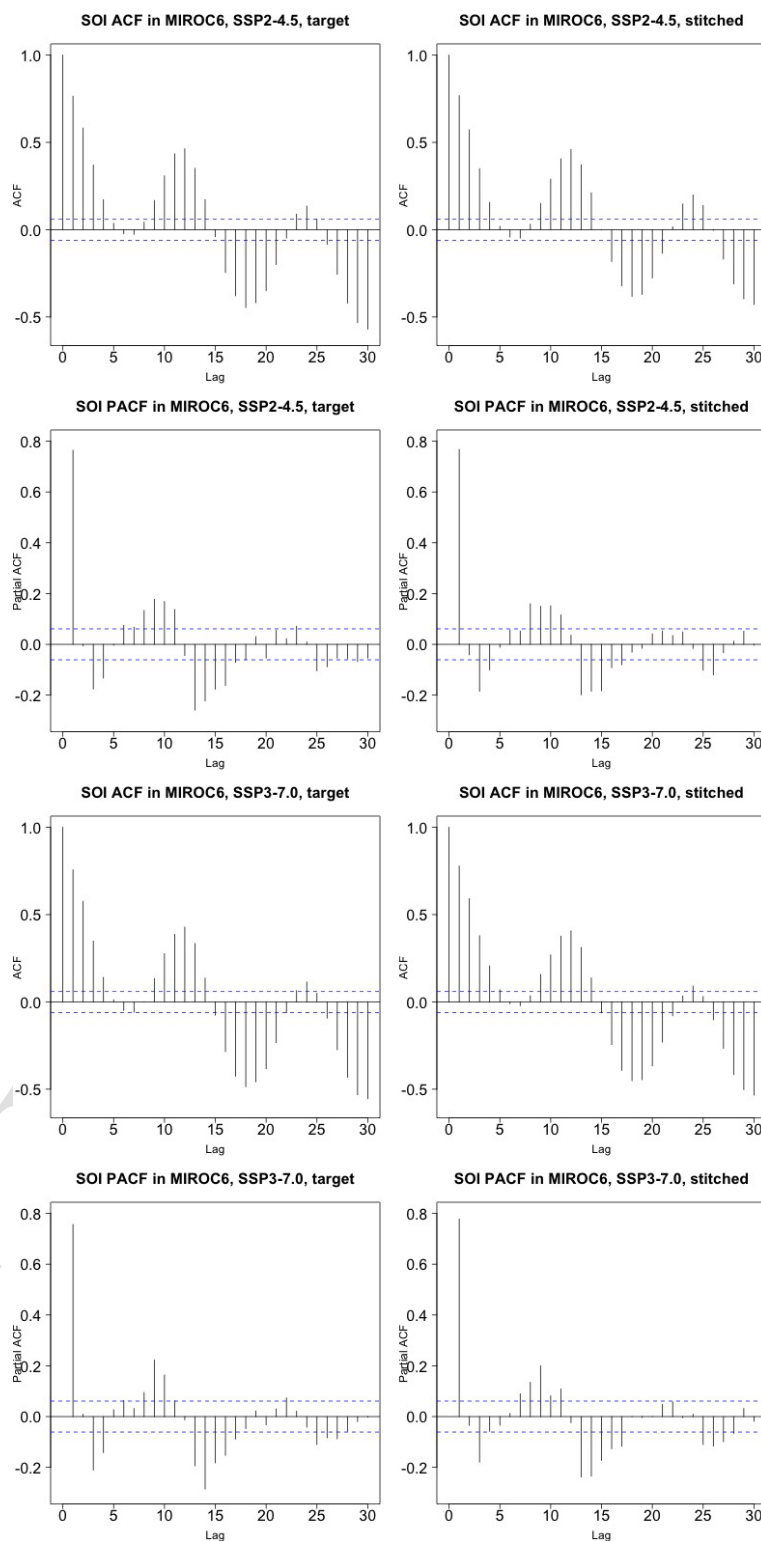 SOI ACF in MIROC6, SSP2-4.5, target
1.0
0.5
0.0
-0.5
ACF
0 5 10 15 20 25 30
Lag
SOI ACF in MIROC6, SSP2-4.5, stitched
1.0
0.5
0.0
-0.5
ACF
0 5 10 15 20 25 30
Lag
SOI PACF in MIROC6, SSP2-4.5, target
0.8
0.6
0.4
0.2
0.0
-0.2
Partial ACF
0 5 10 15 20 25 30
Lag
SOI PACF in MIROC6, SSP2-4.5, stitched
0.8
0.6
0.4
0.2
0.0
-0.2
Partial ACF
0 5 10 15 20 25 30
Lag
SOI ACF in MIROC6, SSP3-7.0, target
1.0
0.5
0.0
-0.5
ACF
0 5 10 15 20 25 30
Lag
SOI ACF in MIROC6, SSP3-7.0, stitched
1.0
0.5
0.0
-0.5
ACF
0 5 10 15 20 25 30
Lag
SOI PACF in MIROC6, SSP3-7.0, target
0.8
0.6
0.4
0.2
0.0
-0.2
Partial ACF
0 5 10 15 20 25 30
Lag
SOI PACF in MIROC6, SSP3-7.0, stitched
0.8
0.6
0.4
0.2
0.0
-0.2
Partial ACF
0 5 10 15 20 25 30
Lag